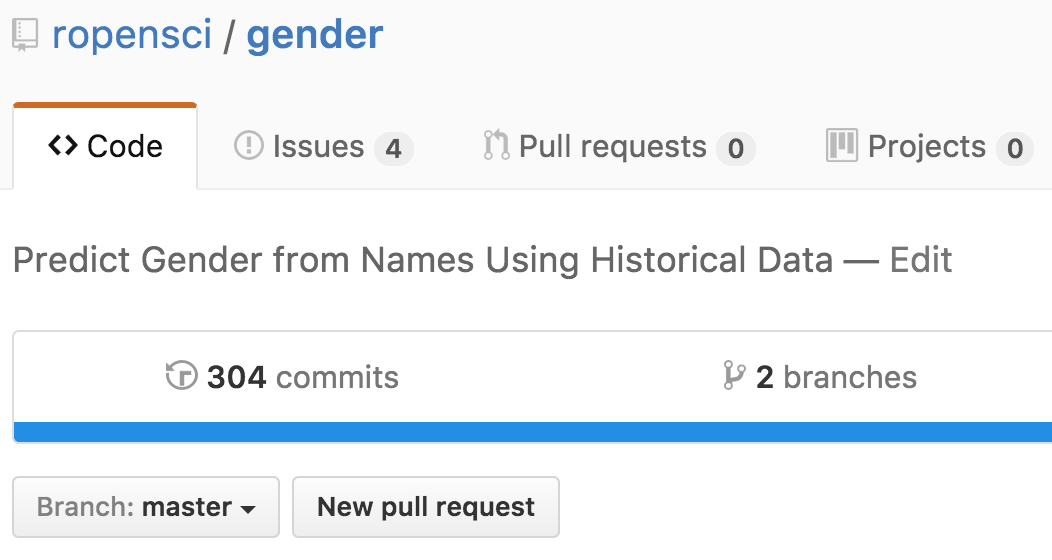 ropensci / gender
Code Issues 4 Pull requests 0 Projects 0
Predict Gender from Names Using Historical Data — Edit
304 commits 2 branches
Branch: master New pull request